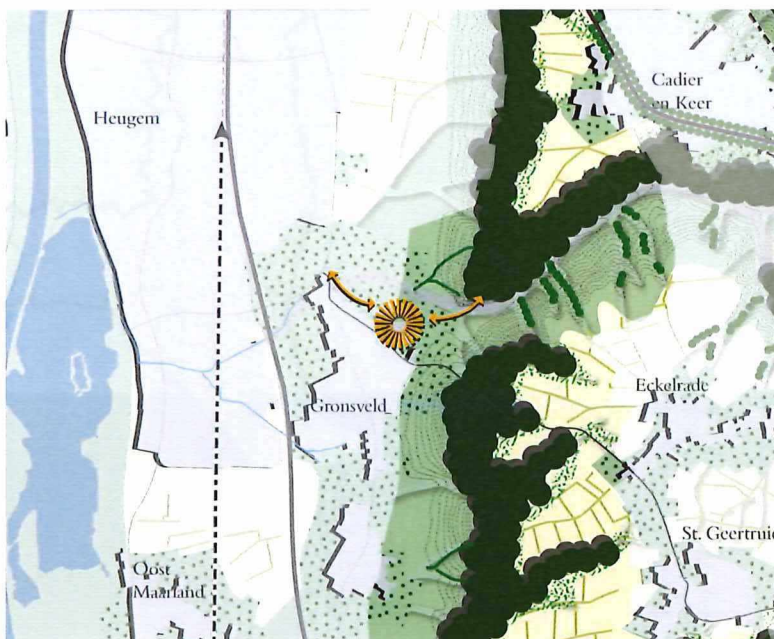 Cadier
en Keer
Heugem
Eckelrade
Gronsveld
St. Geertruid
Oost
Maarland